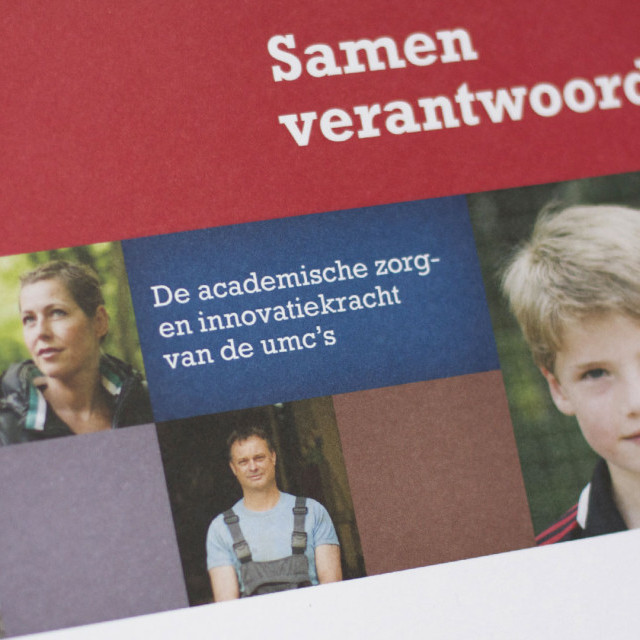 Samen
verantwoord
De academische zorg-
en innovatiekracht
van de umc's